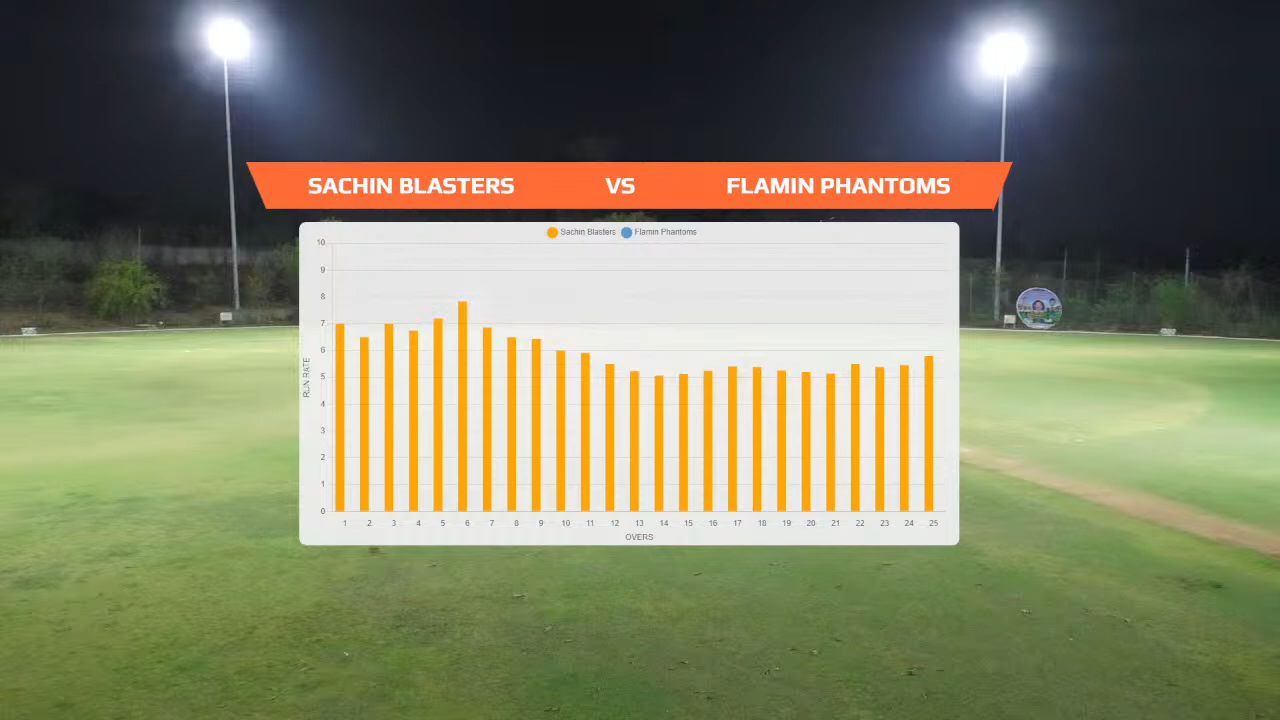 SACHIN BLASTERS VS FLAMIN PHANTOMS
Sachin Blasters Flamin Phantoms
10
9
8
7
6
5
4
3
2
1
0
RUN RATE
1 2 3 4 5 6 7 8 9 10 11 12 13 14 15 16 17 18 19 20 21 22 23 24 25
OVERS